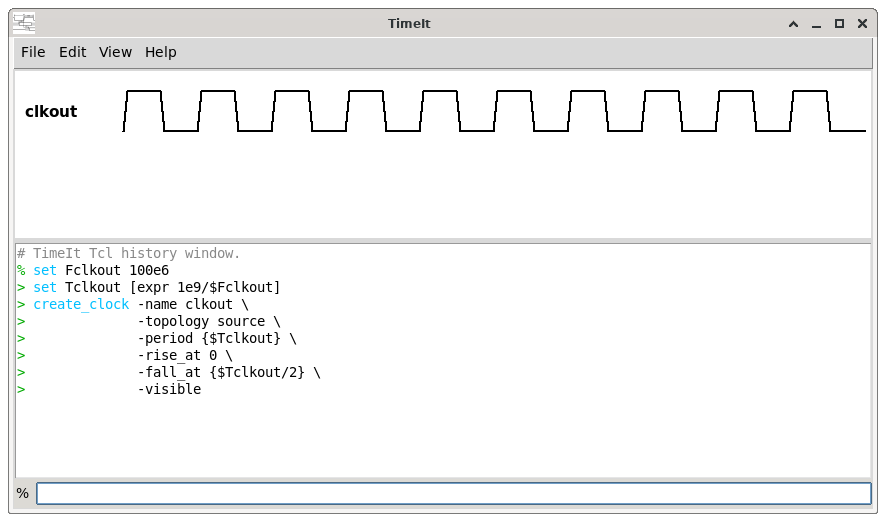 TimeIt
File Edit View Help
clkout
# TimeIt Tcl history window.
% set Fclkout 100e6
> set Tclkout [expr 1e9/$Fclkout]
> create_clock -name clkout \
> -topology source \
> -period {$Tclkout} \
> -rise_at 0 \
> -fall_at {$Tclkout/2} \
> -visible
%